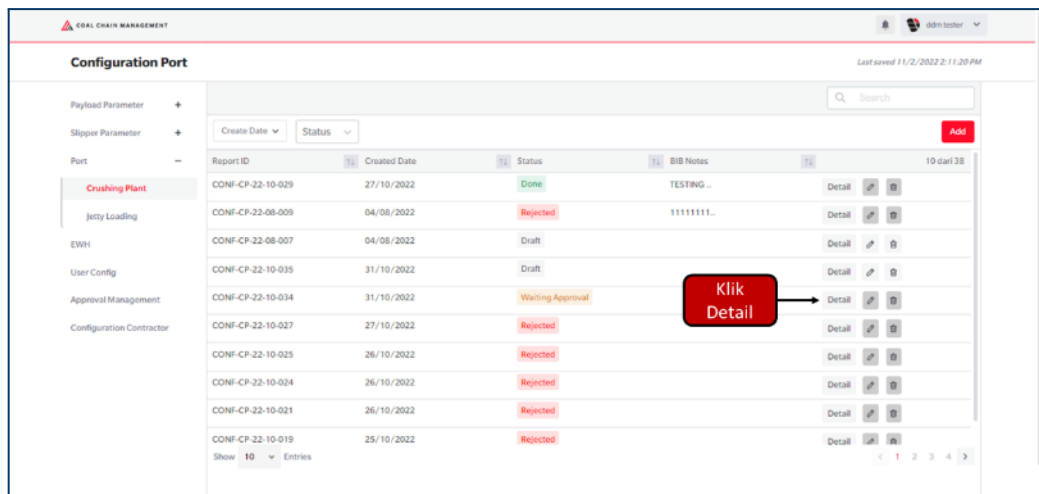 COAL CHAIN MANAGEMENT
ddm tester
Configuration Port
Last saved 11/2/2022 2:11:20 PM
Payload Parameter +
Search
Slipper Parameter +
Create Date
Status
Add
Port −
Report ID Created Date Status BIB Notes 10 dari 38
Crushing Plant
CONF-CP-22-10-029 27/10/2022 Done TESTING .. Detail
Jetty Loading
CONF-CP-22-08-009 04/08/2022 Rejected 11111111.. Detail
EWH
CONF-CP-22-08-007 04/08/2022 Draft Detail
User Config
CONF-CP-22-10-035 31/10/2022 Draft Detail
Approval Management
CONF-CP-22-10-034 31/10/2022 Waiting Approval Detail
Klik
Detail
Configuration Contractor
CONF-CP-22-10-027 27/10/2022 Rejected Detail
CONF-CP-22-10-025 26/10/2022 Rejected Detail
CONF-CP-22-10-024 26/10/2022 Rejected Detail
CONF-CP-22-10-021 26/10/2022 Rejected Detail
CONF-CP-22-10-019 25/10/2022 Rejected Detail
Show 10 Entries
< 1 2 3 4 >